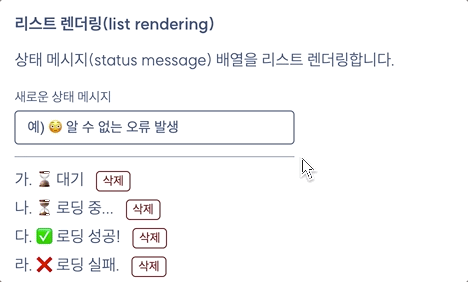 리스트 렌더링(list rendering)
상태 메시지(status message) 배열을 리스트 렌더링합니다.
새로운 상태 메시지
예) 😳 알 수 없는 오류 발생
가. ⌛ 대기 삭제
나. ⏳ 로딩 중... 삭제
다. ✅ 로딩 성공! 삭제
라. ❌ 로딩 실패. 삭제